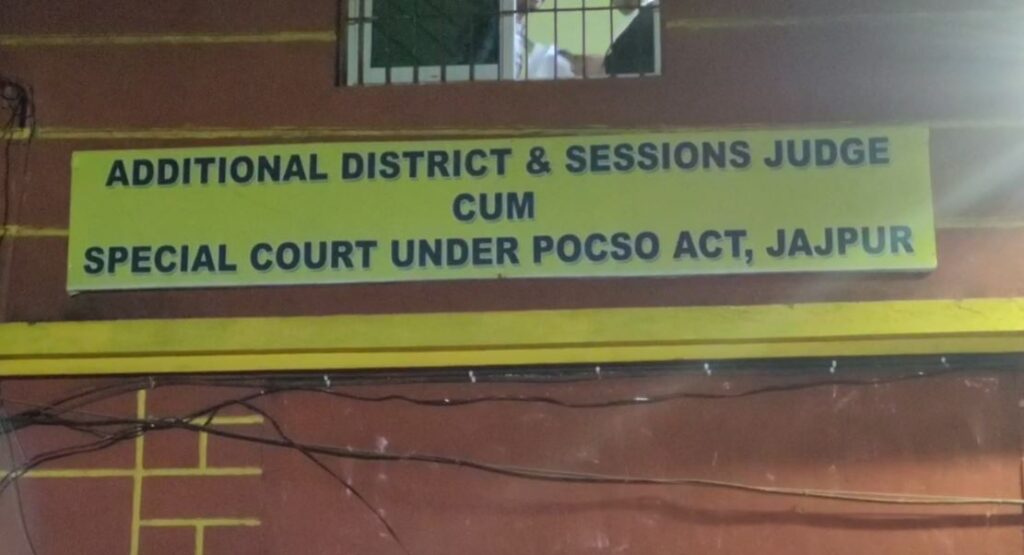 ADDITIONAL DISTRICT & SESSIONS JUDGE
CUM
SPECIAL COURT UNDER POCSO ACT, JAJPUR